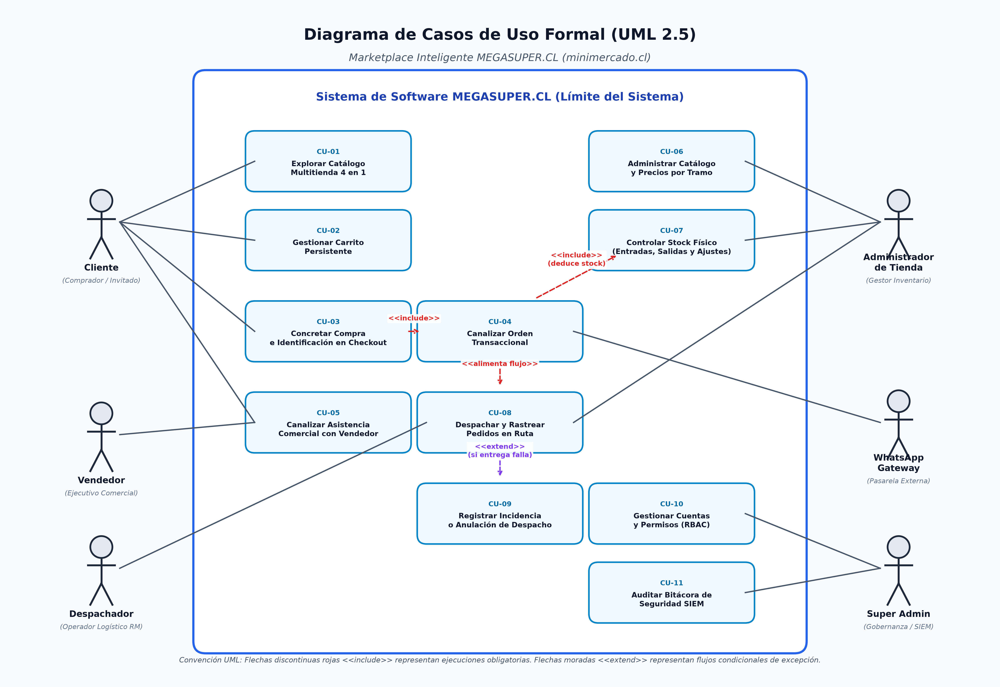 Diagrama de Casos de Uso Formal (UML 2.5)
Marketplace Inteligente MEGASUPER.CL (minimercado.cl)
Sistema de Software MEGASUPER.CL (Límite del Sistema)
CU-01
Explorar Catálogo
Multitienda 4 en 1
CU-06
Administrar Catálogo
y Precios por Tramo
CU-02
Gestionar Carrito
Persistente
CU-07
Controlar Stock Físico
(Entradas, Salidas y Ajustes)
<<include>>
(deduce stock)
Cliente
(Comprador / Invitado)
Administrador
de Tienda
(Gestor Inventario)
CU-03
Concretar Compra
e Identificación en Checkout
<<include>>
CU-04
Canalizar Orden
Transaccional
<<alimenta flujo>>
CU-05
Canalizar Asistencia
Comercial con Vendedor
CU-08
Despachar y Rastrear
Pedidos en Ruta
<<extend>>
(si entrega falla)
Vendedor
(Ejecutivo Comercial)
WhatsApp
Gateway
(Pasarela Externa)
CU-09
Registrar Incidencia
o Anulación de Despacho
CU-10
Gestionar Cuentas
y Permisos (RBAC)
CU-11
Auditar Bitácora de
Seguridad SIEM
Despachador
(Operador Logístico RM)
Super Admin
(Gobernanza / SIEM)
Convención UML: Flechas discontinuas rojas <<include>> representan ejecuciones obligatorias. Flechas moradas <<extend>> representan flujos condicionales de excepción.